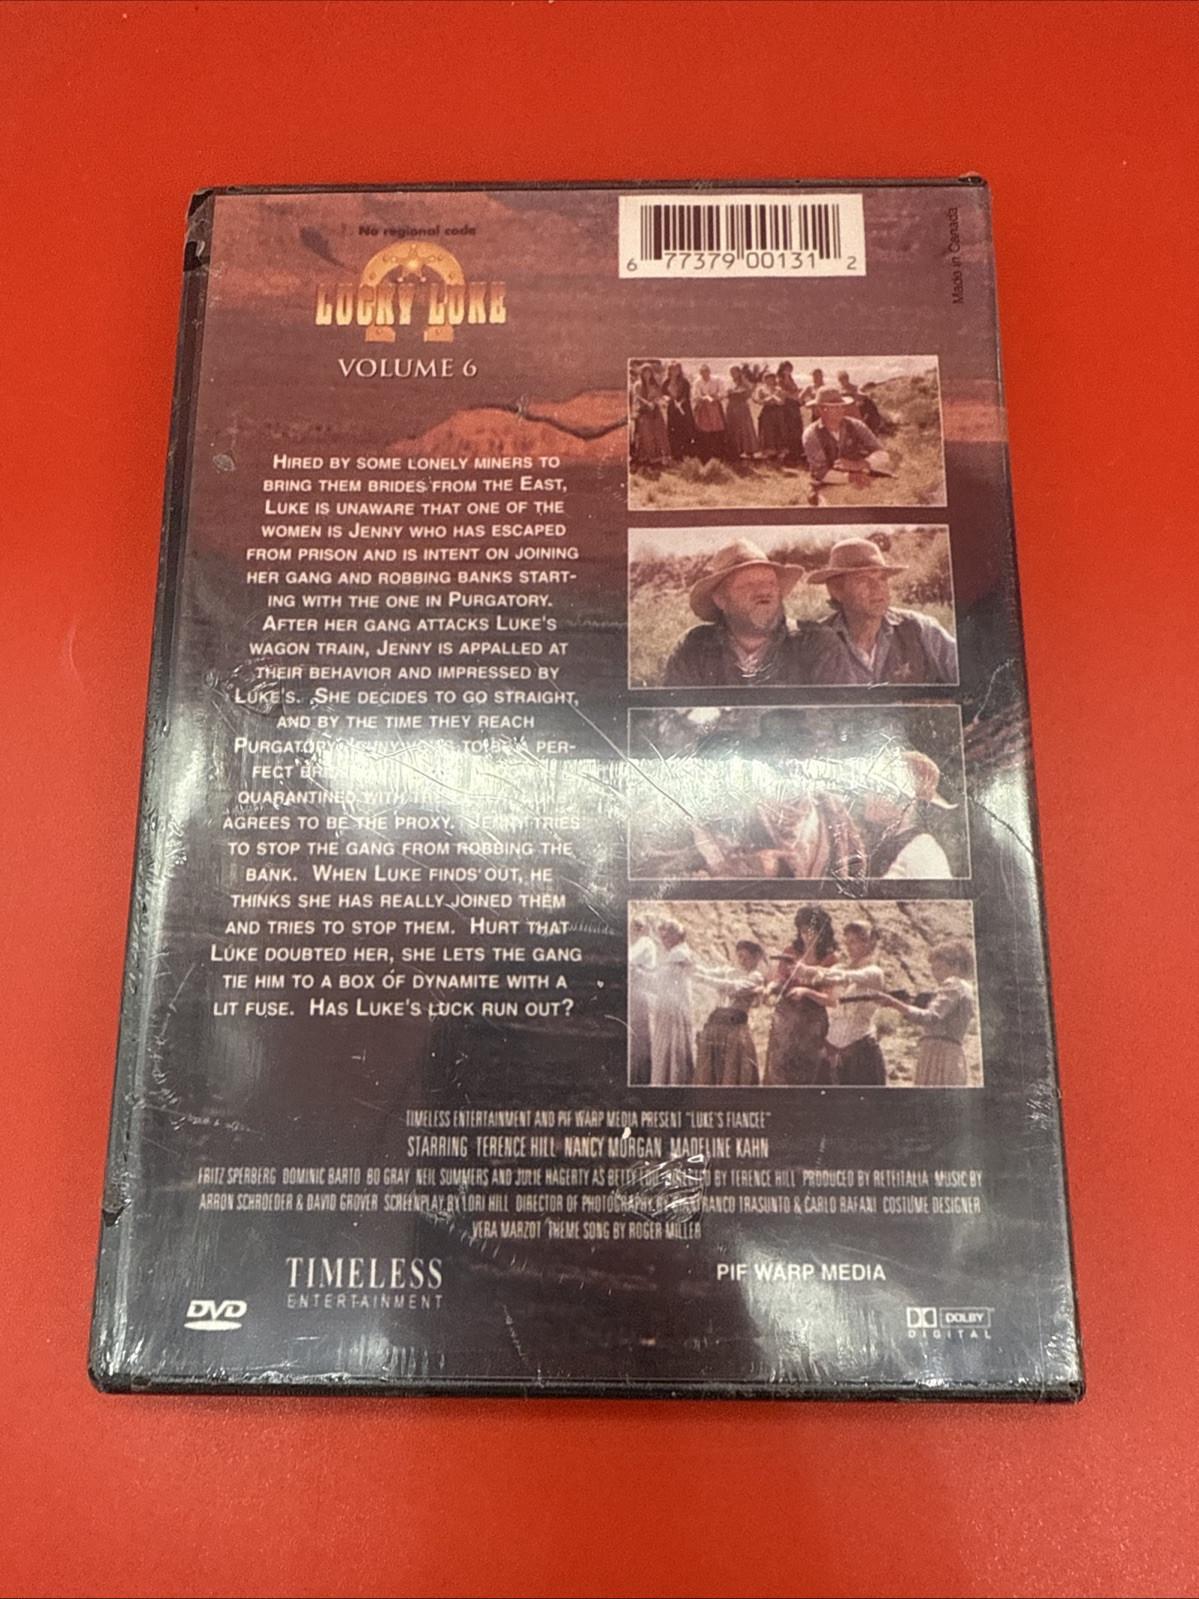 No regional code
LUCKY LUKE
VOLUME 6
6 77379 00131 2
Made in Canada
HIRED BY SOME LONELY MINERS TO
BRING THEM BRIDES FROM THE EAST,
LUKE IS UNAWARE THAT ONE OF THE
WOMEN IS JENNY WHO HAS ESCAPED
FROM PRISON AND IS INTENT ON JOINING
HER GANG AND ROBBING BANKS START-
ING WITH THE ONE IN PURGATORY.
AFTER HER GANG ATTACKS LUKE'S
WAGON TRAIN, JENNY IS APPALLED AT
THEIR BEHAVIOR AND IMPRESSED BY
LUKE'S. SHE DECIDES TO GO STRAIGHT,
AND BY THE TIME THEY REACH
PURGATORY TO BE A PER-
FECT
QUARANTINED WITH
AGREES TO BE THE PROXY. JENNY TRIES
TO STOP THE GANG FROM ROBBING THE
BANK. WHEN LUKE FINDS OUT, HE
THINKS SHE HAS REALLY JOINED THEM
AND TRIES TO STOP THEM. HURT THAT
LUKE DOUBTED HER, SHE LETS THE GANG
TIE HIM TO A BOX OF DYNAMITE WITH A
LIT FUSE. HAS LUKE'S LUCK RUN OUT?
TIMELESS ENTERTAINMENT AND PIF WARP MEDIA PRESENT "LUKE'S FIANCEE"
STARRING TERENCE HILL NANCY MORGAN MADELINE KAHN
FRITZ SPERBERG DOMINIC BARTO BO GRAY NEIL SUMMERS AND JULIE HAGERTY AS BETTY LOU DIRECTED BY TERENCE HILL PRODUCED BY RETEITALIA MUSIC BY
ARRON SCHROEDER & DAVID GROVER SCREENPLAY BY LORI HILL DIRECTOR OF PHOTOGRAPHY BY TRASUNTO & CARLO RAFANI COSTUME DESIGNER
VERA MARZOT THEME SONG BY ROGER MILLER
TIMELESS
ENTERTAINMENT
PIF WARP MEDIA
DVD
DOLBY
DIGITAL